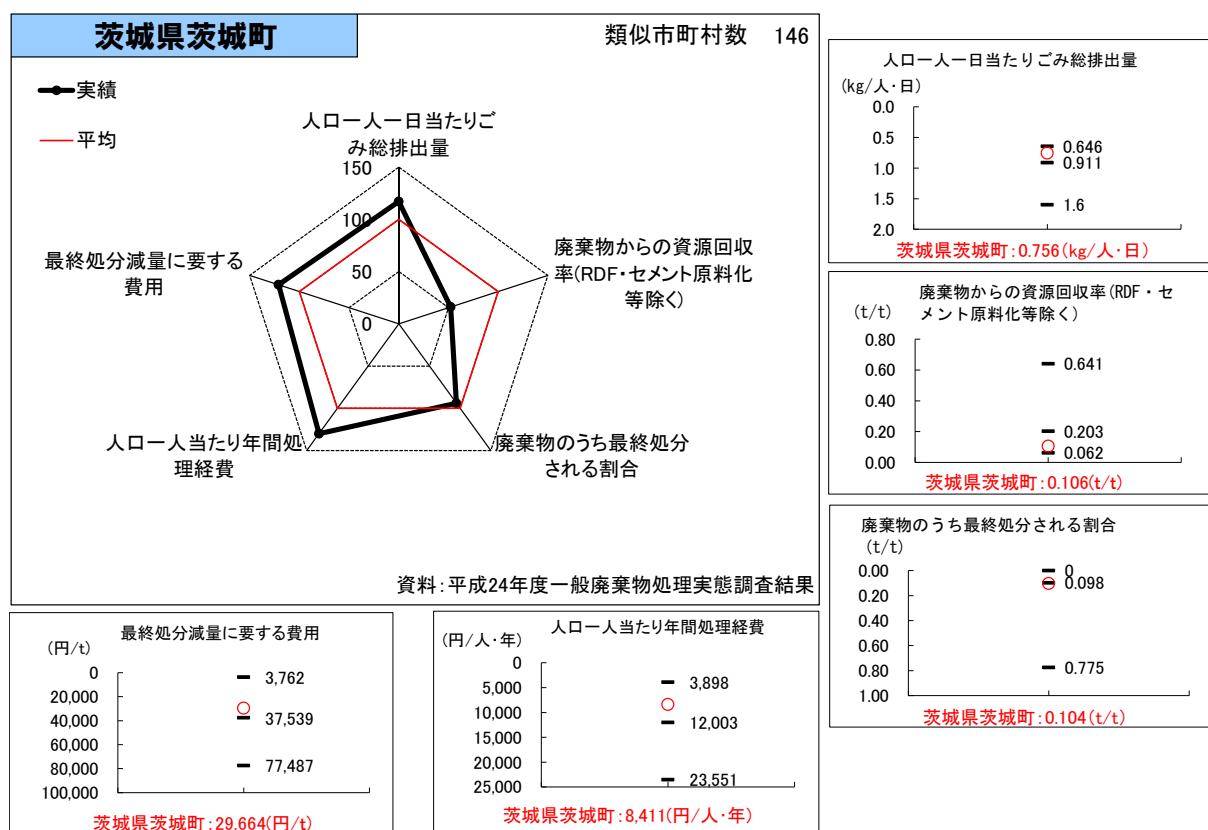 茨城県茨城町
類似市町村数 146
実績
平均
人口一人一日当たりご
み総排出量
150
100
50
0
廃棄物からの資源回収
率(RDF・セメント原料化
等除く)
廃棄物のうち最終処分
される割合
人口一人当たり年間処
理経費
最終処分減量に要する
費用
資料:平成24年度一般廃棄物処理実態調査結果
人口一人一日当たりごみ総排出量
(kg/人・日)
0.0
0.5
1.0
1.5
2.0
0.646
0.911
1.6
茨城県茨城町:0.756(kg/人・日)
廃棄物からの資源回収率(RDF・セ
メント原料化等除く)
(t/t)
0.80
0.60
0.40
0.20
0.00
0.641
0.203
0.062
茨城県茨城町:0.106(t/t)
廃棄物のうち最終処分される割合
(t/t)
0.00
0.20
0.40
0.60
0.80
1.00
0
0.098
0.775
茨城県茨城町:0.104(t/t)
最終処分減量に要する費用
(円/t)
0
20,000
40,000
60,000
80,000
100,000
3,762
37,539
77,487
茨城県茨城町:29,664(円/t)
人口一人当たり年間処理経費
(円/人・年)
0
5,000
10,000
15,000
20,000
25,000
3,898
12,003
23,551
茨城県茨城町:8,411(円/人・年)